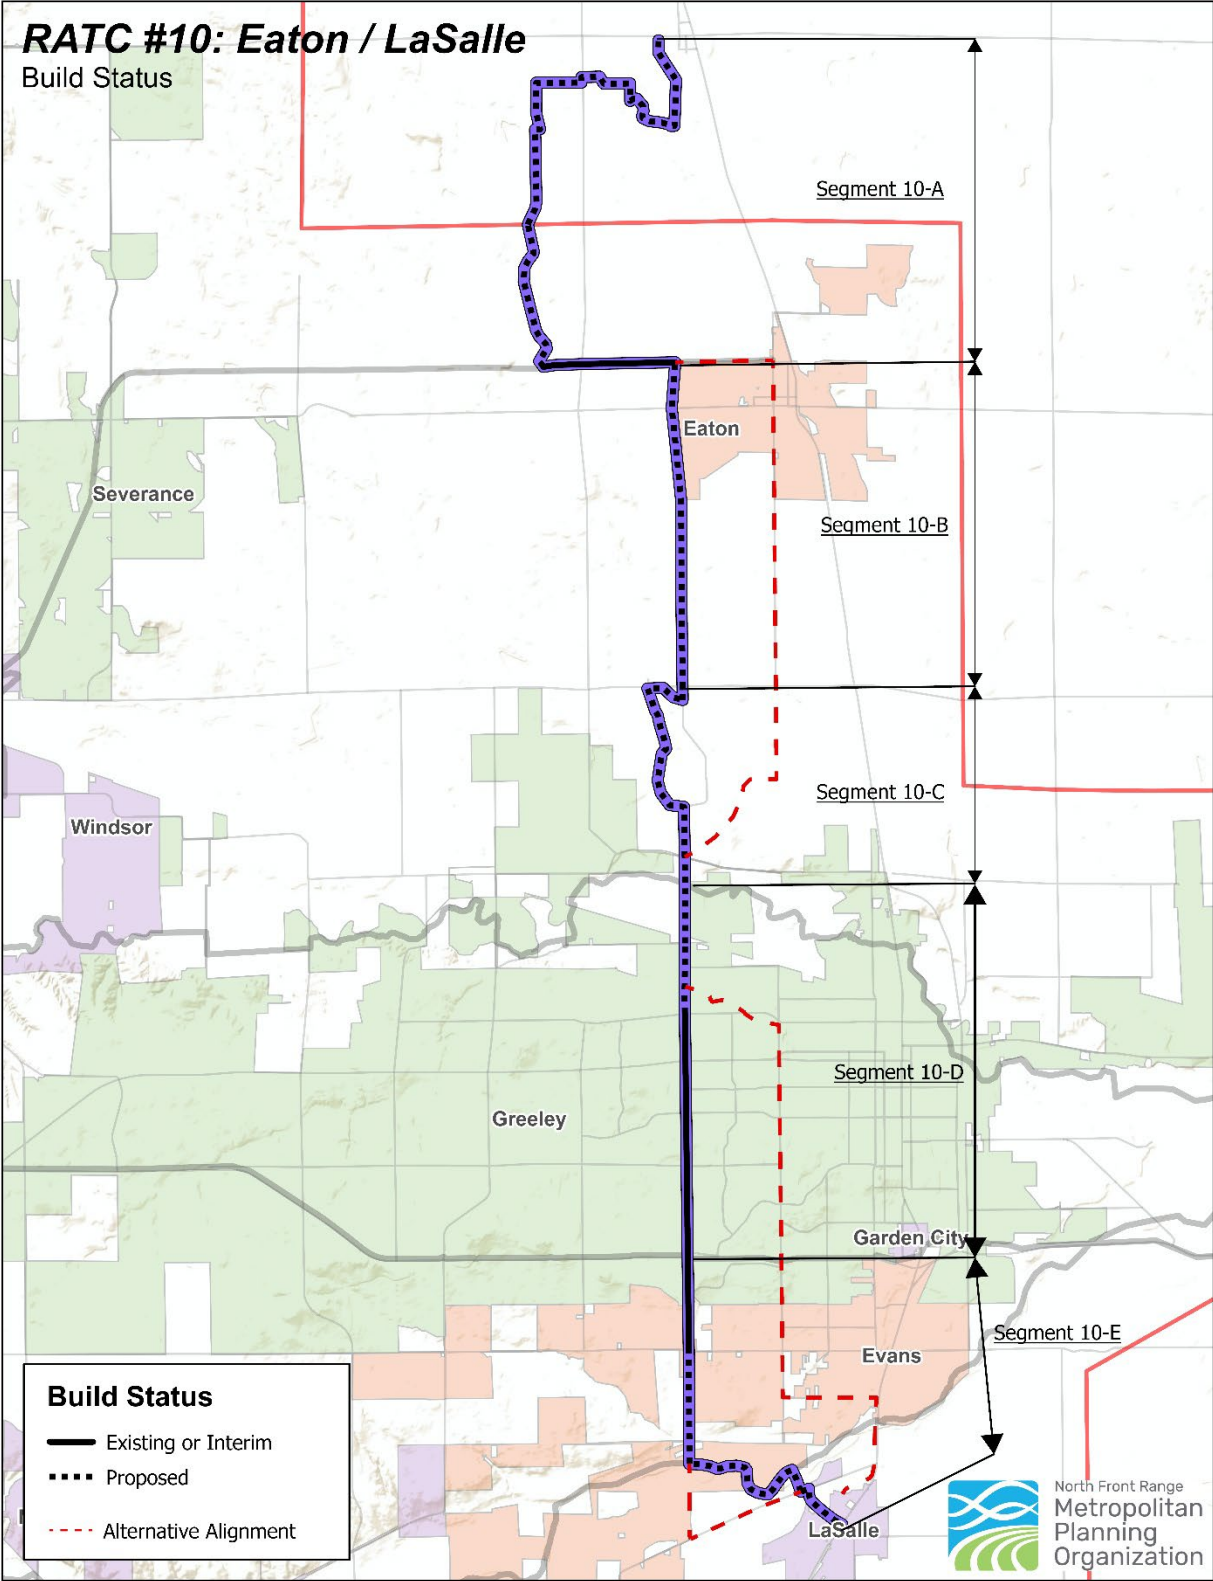 RATC #10: Eaton / LaSalle
Build Status
Segment 10-A
Eaton
Severance
Segment 10-B
Segment 10-C
Windsor
Segment 10-D
Greeley
Garden City
Segment 10-E
Evans
Build Status
Existing or Interim
Proposed
Alternative Alignment
LaSalle
North Front Range
Metropolitan
Planning
Organization